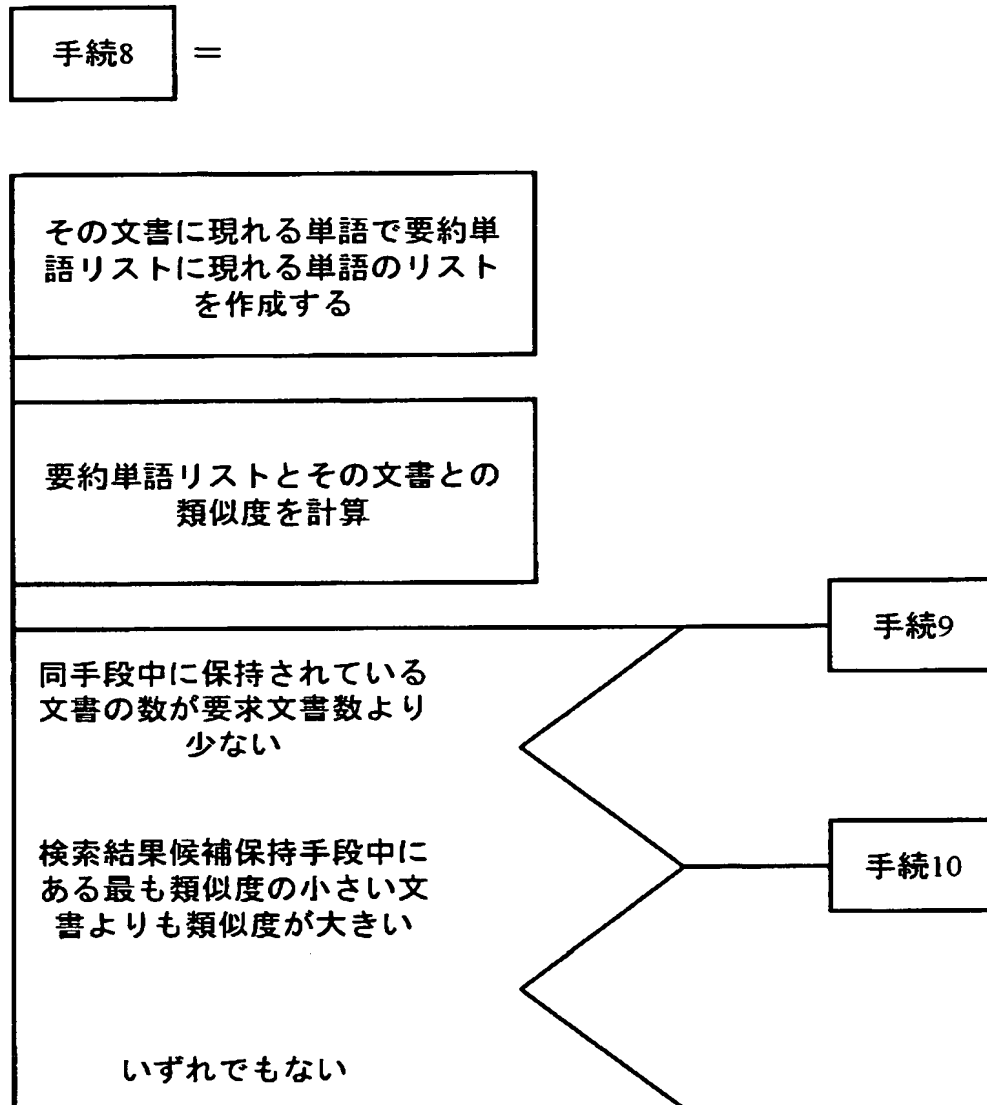 手続8 =
その文書に現れる単語で要約単
語リストに現れる単語のリスト
を作成する
要約単語リストとその文書との
類似度を計算
手続9
同手段中に保持されている
文書の数が要求文書数より
少ない
検索結果候補保持手段中に
ある最も類似度の小さい文
書よりも類似度が大きい
手続10
いずれでもない